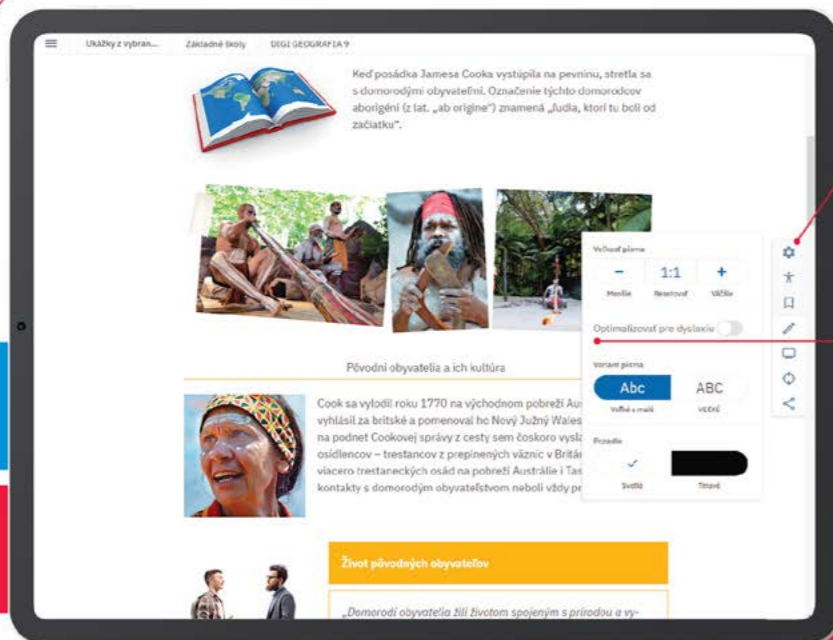 Ukážky z vybran...
Základné školy
DIGI GEOGRAFIA 9
Keď posádka Jamesa Cooka vystúpila na pevninu, stretla sa
s domorodými obyvateľmi. Označenie týchto domorodcov
aborigéni (z lat. „ab origine") znamená „ľudia, ktorí tu boli od
začiatku".
Pôvodní obyvatelia a ich kultúra
Cook sa vylodil roku 1770 na východnom pobreží
vyhlásil za britské a pomenoval ho Nový Južný Wales
na podnet Cookovej správy z cesty sem čoskoro
osídlencov – trestancov z preplnených väzníc v
viacero trestaneckých osád na pobreží Austrálie i
kontakty s domorodým obyvateľstvom neboli vždy
Život pôvodných obyvateľov
„Domorodí obyvatelia žili životom spojeným s prírodou a vy-
Veľkosť písma
– 1:1 +
Menšie Resetovať Väčšie
Optimalizovať pre dyslexiu
Variant písma
Abc ABC
Veľké a malé VEĽKÉ
Pozadie
Svetlé Tmavé